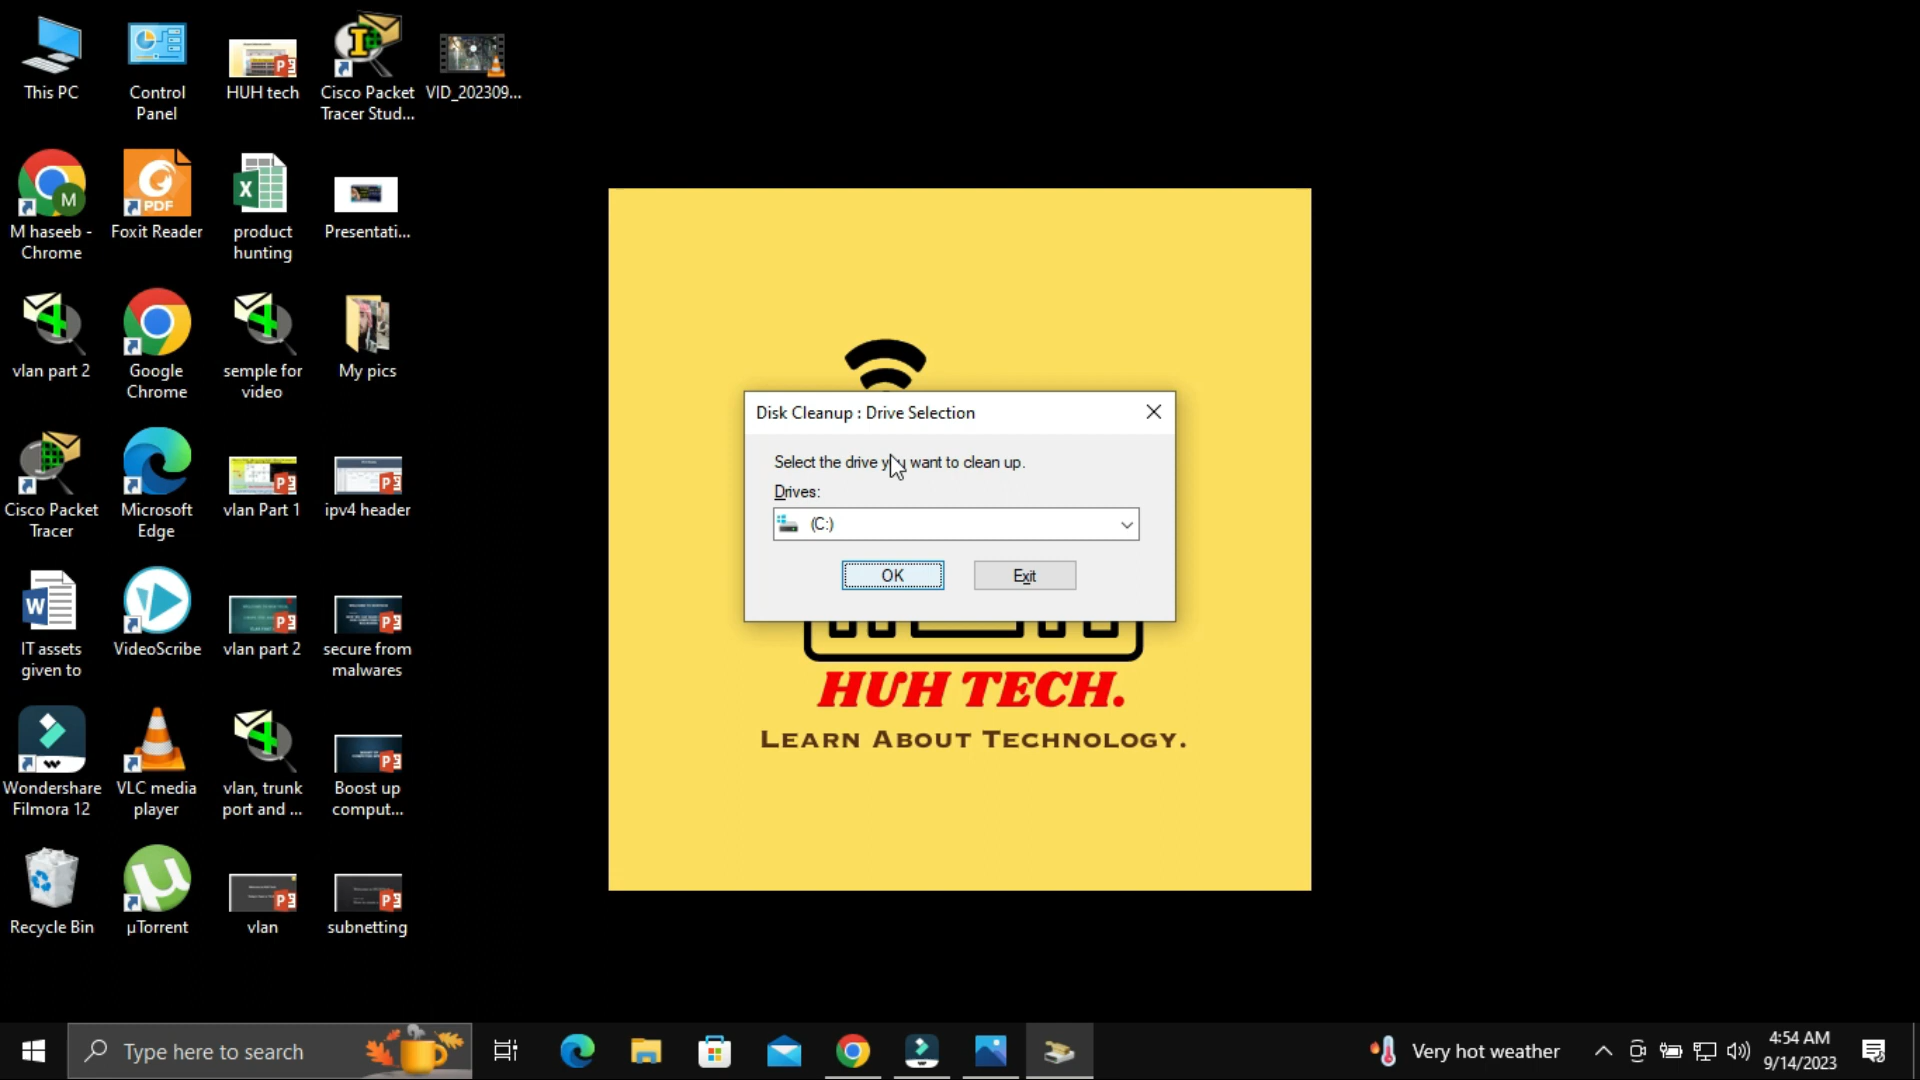 This PC
Control
Panel
HUH tech
Cisco Packet
Tracer Stud...
VID_202309...
M haseeb -
Chrome
PDF
Foxit Reader
product
hunting
Presentati...
vlan part 2
Google
Chrome
semple for
video
My pics
Cisco Packet
Tracer
Microsoft
Edge
vlan Part 1
ipv4 header
IT assets
given to
VideoScribe
vlan part 2
secure from
malwares
Wondershare
Filmora 12
VLC media
player
vlan, trunk
port and ...
Boost up
comput...
Recycle Bin
µTorrent
vlan
subnetting
Disk Cleanup : Drive Selection
Select the drive you want to clean up.
Drives:
(C:)
OK
Exit
HUH TECH.
LEARN ABOUT TECHNOLOGY.
Type here to search
Very hot weather
4:54 AM
9/14/2023